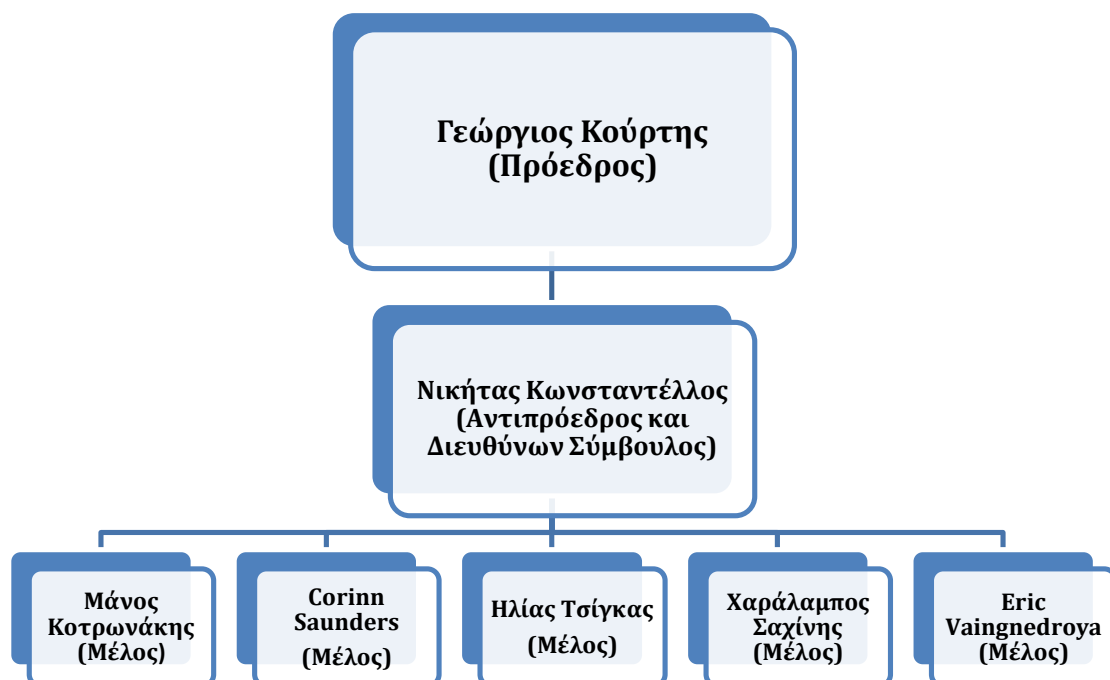 Γεώργιος Κούρτης
(Πρόεδρος)
Νικήτας Κωνσταντέλλος
(Αντιπρόεδρος και
Διευθύνων Σύμβουλος)
Μάνος
Κοτρωνάκης
(Μέλος)
Corinn
Saunders
(Μέλος)
Ηλίας Τσίγκας
(Μέλος)
Χαράλαμπος
Σαχίνης
(Μέλος)
Eric
Vaingnedroya
(Μέλος)